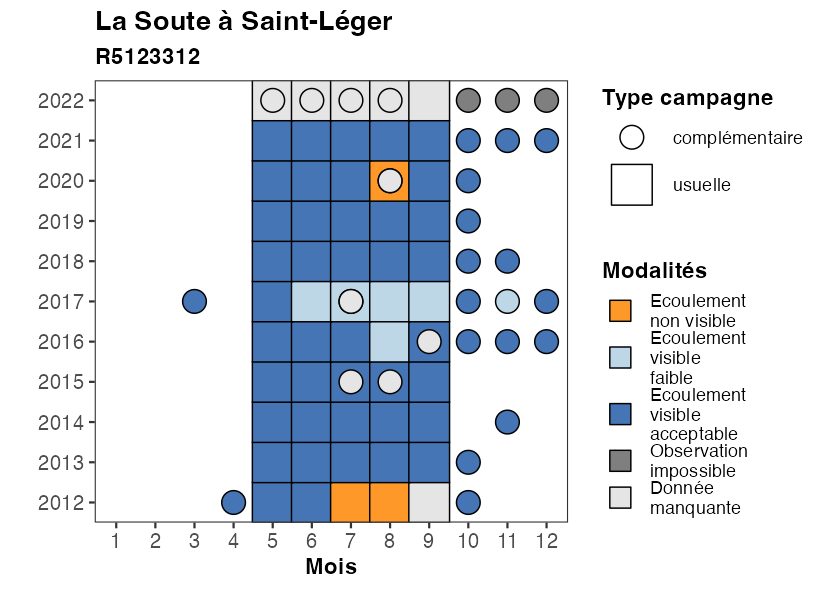 La Soute à Saint-Léger
R5123312
2022
2021
2020
2019
2018
2017
2016
2015
2014
2013
2012
1 2 3 4 5 6 7 8 9 10 11 12
Mois
Type campagne
complémentaire
usuelle
Modalités
Ecoulement
non visible
Ecoulement
visible
faible
Ecoulement
visible
acceptable
Observation
impossible
Donnée
manquante